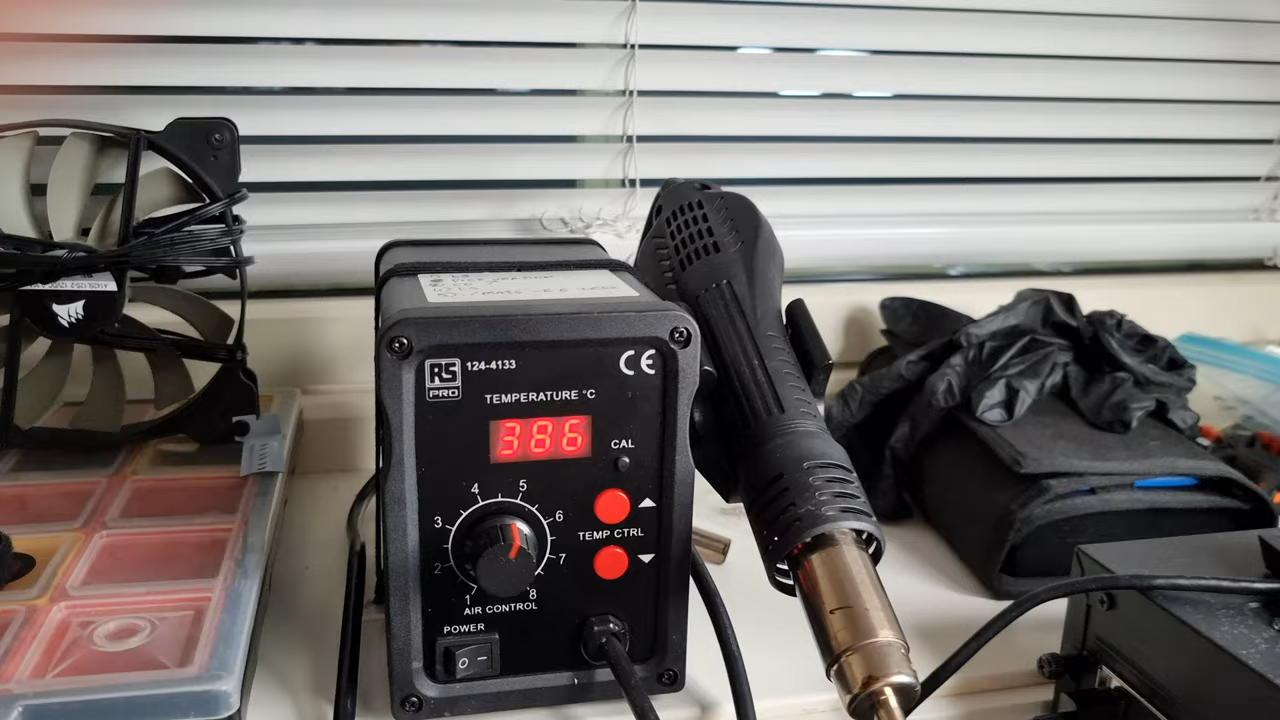 RS
PRO
124-4133
CE
TEMPERATURE °C
386
CAL
TEMP CTRL
1 2 3 4 5 6 7 8
AIR CONTROL
POWER
O –